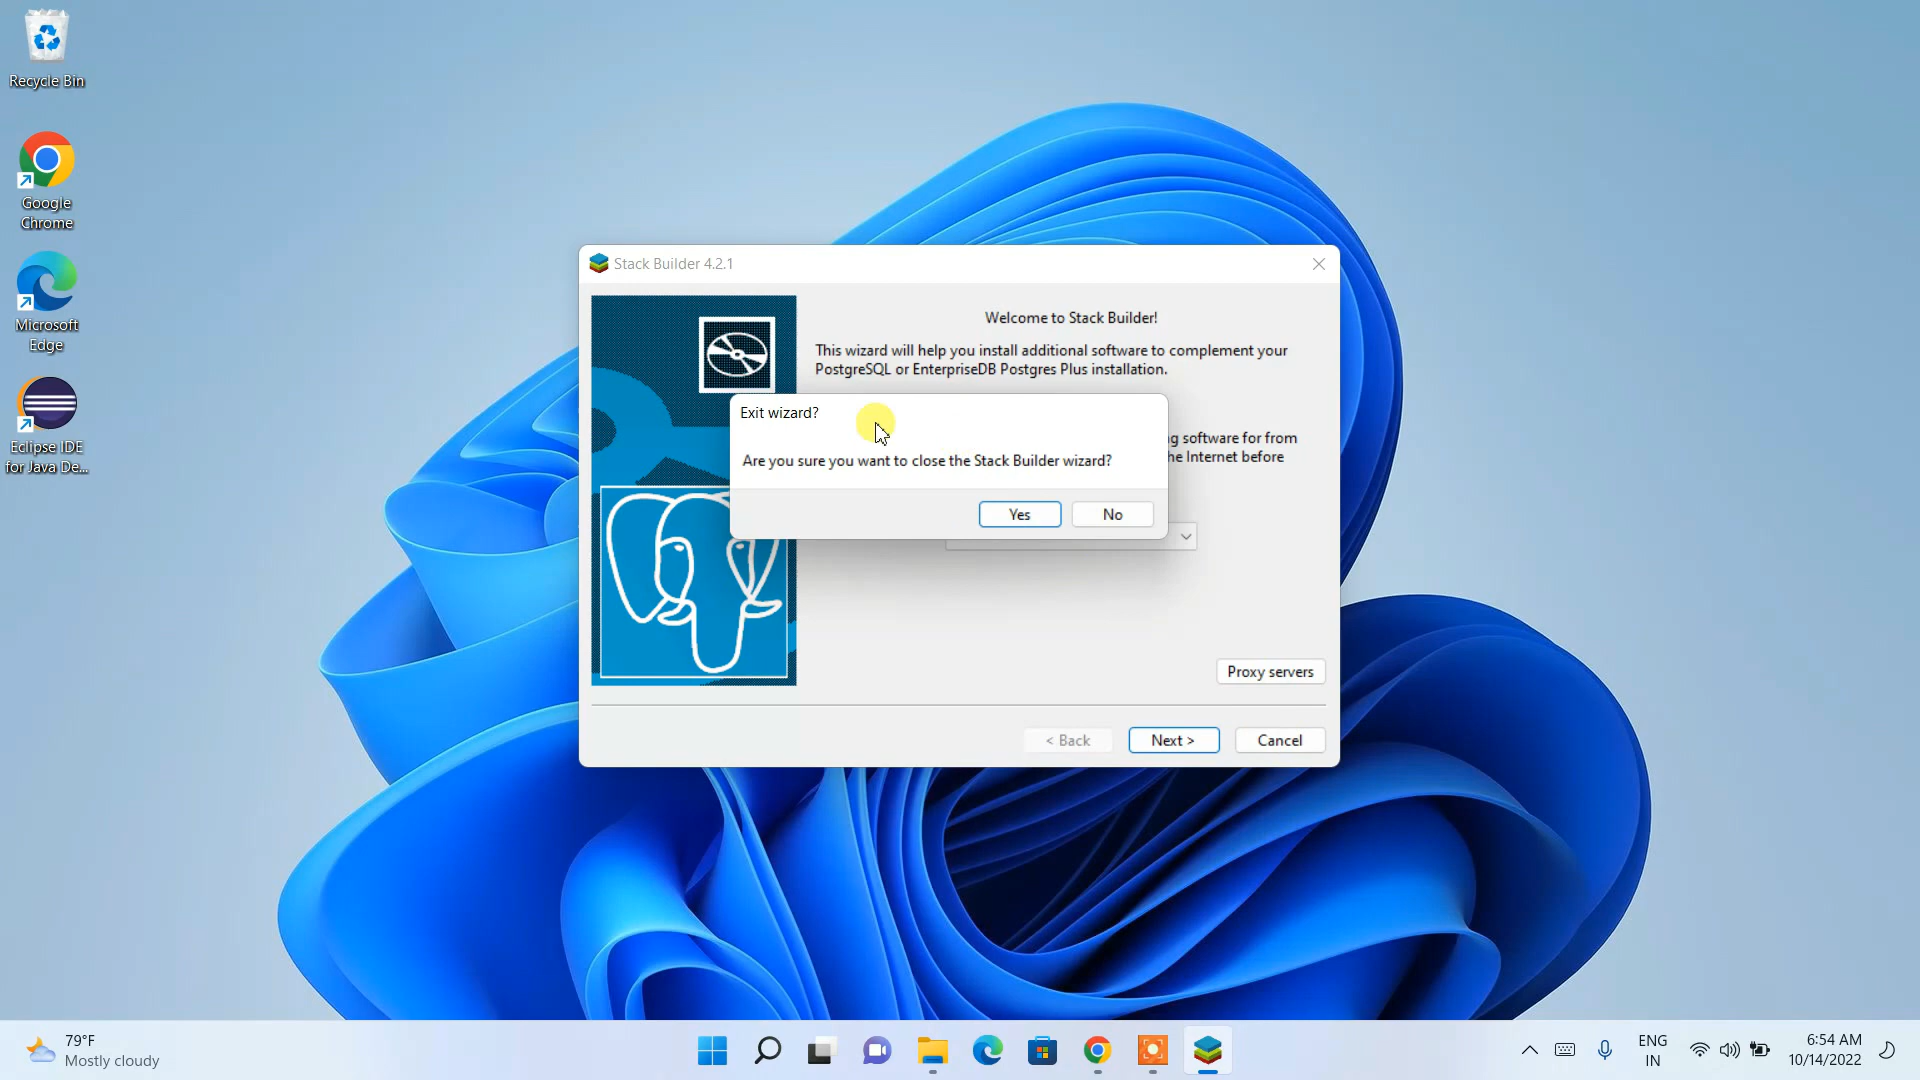 Recycle Bin
Google
Chrome
Microsoft
Edge
Eclipse IDE
for Java De...
Stack Builder 4.2.1
Welcome to Stack Builder!
This wizard will help you install additional software to complement your
PostgreSQL or EnterpriseDB Postgres Plus installation.
Exit wizard?
software for from
Are you sure you want to close the Stack Builder wizard?
Internet before
Yes
No
Proxy servers
< Back
Next >
Cancel
79°F
Mostly cloudy
ENG
IN
6:54 AM
10/14/2022